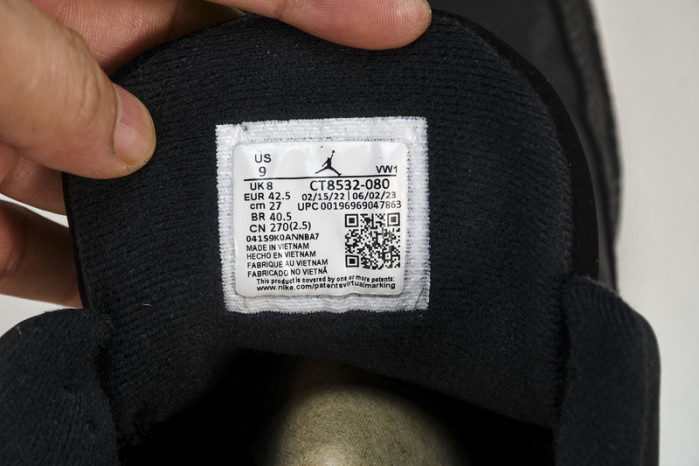 US
9
VW1
UK 8 CT8532-080
EUR 42.5 02/15/22 | 06/02/23
cm 27 UPC 00196969047863
BR 40.5
CN 270(2.5)
041S9K0ANNBA7
MADE IN VIETNAM
HECHO EN VIETNAM
FABRIQUE AU VIETNAM
FABRICADO NO VIETNÃ
This product is covered by one or more patents:
www.nike.com/patentsvirtualmarking